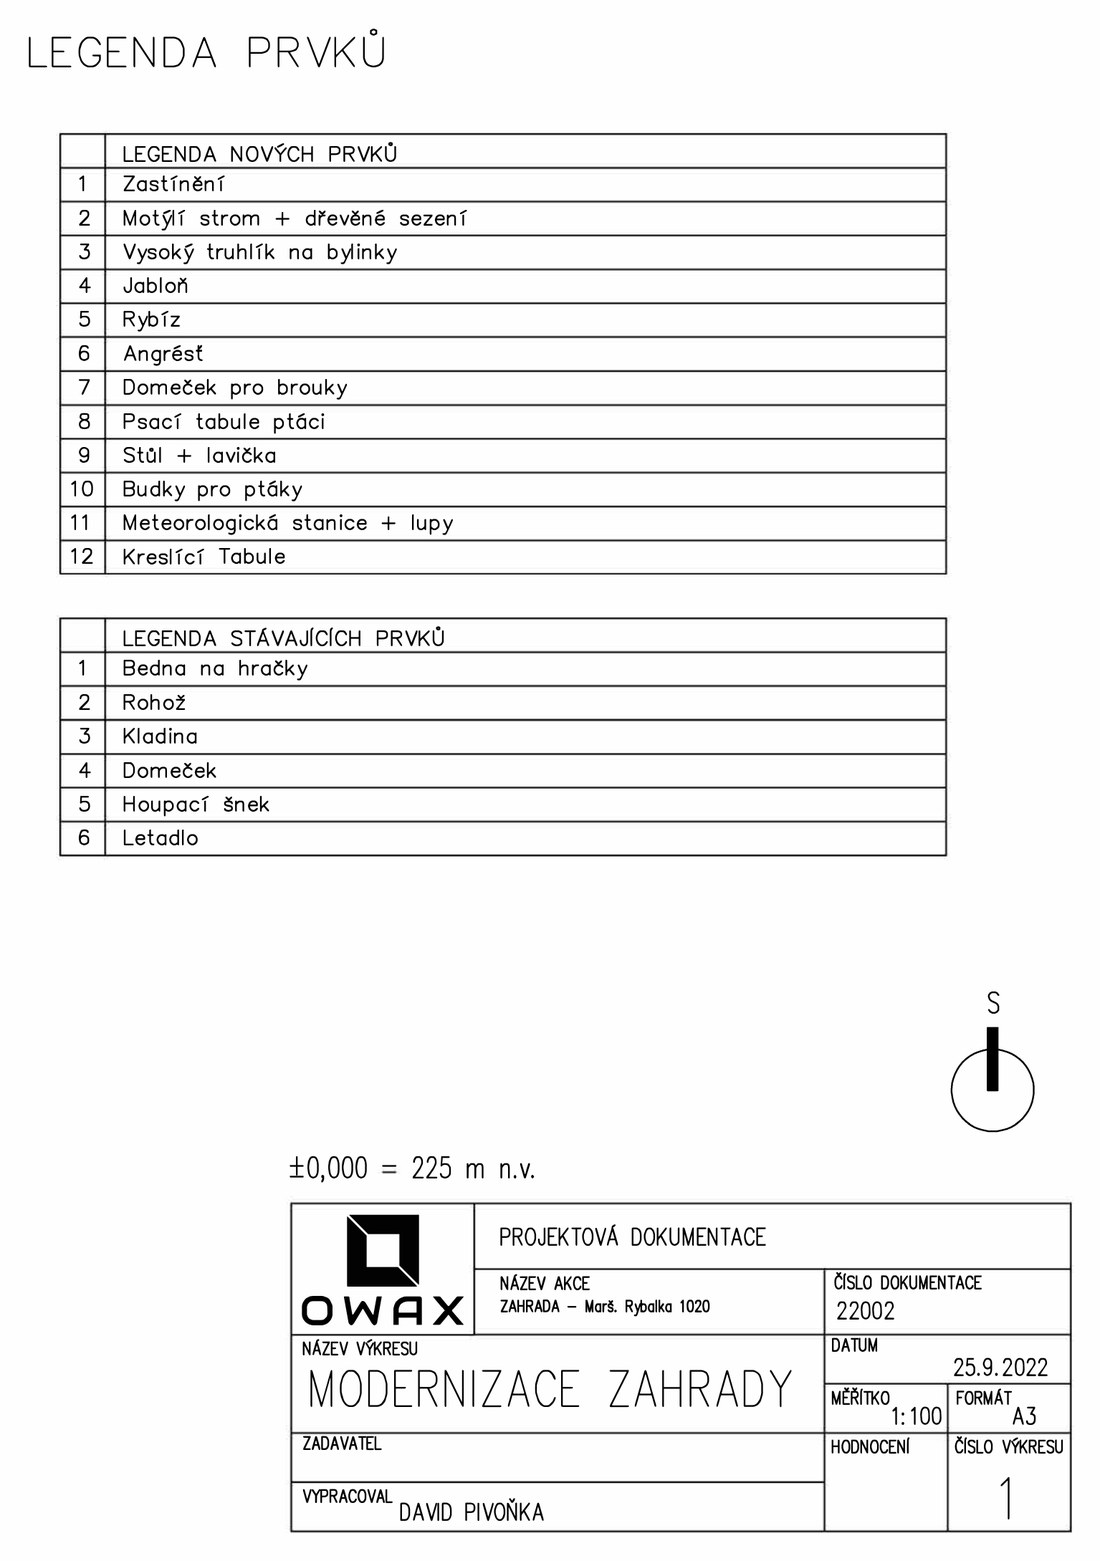 LEGENDA PRVKŮ
LEGENDA NOVÝCH PRVKŮ
1 Zastínění
2 Motýlí strom + dřevěné sezení
3 Vysoký truhlík na bylinky
4 Jabloň
5 Rybíz
6 Angrésť
7 Domeček pro brouky
8 Psací tabule ptáci
9 Stůl + lavička
10 Budky pro ptáky
11 Meteorologická stanice + lupy
12 Kreslící Tabule
LEGENDA STÁVAJÍCÍCH PRVKŮ
1 Bedna na hračky
2 Rohož
3 Kladina
4 Domeček
5 Houpací šnek
6 Letadlo
S
±0,000 = 225 m n.v.
OWAX
PROJEKTOVÁ DOKUMENTACE
NÁZEV AKCE
ZAHRADA – Marš. Rybalka 1020
ČÍSLO DOKUMENTACE
22002
NÁZEV VÝKRESU
MODERNIZACE ZAHRADY
DATUM
25.9.2022
MĚŘÍTKO
1:100
FORMÁT
A3
ZADAVATEL
HODNOCENÍ
ČÍSLO VÝKRESU
1
VYPRACOVAL
DAVID PIVOŇKA